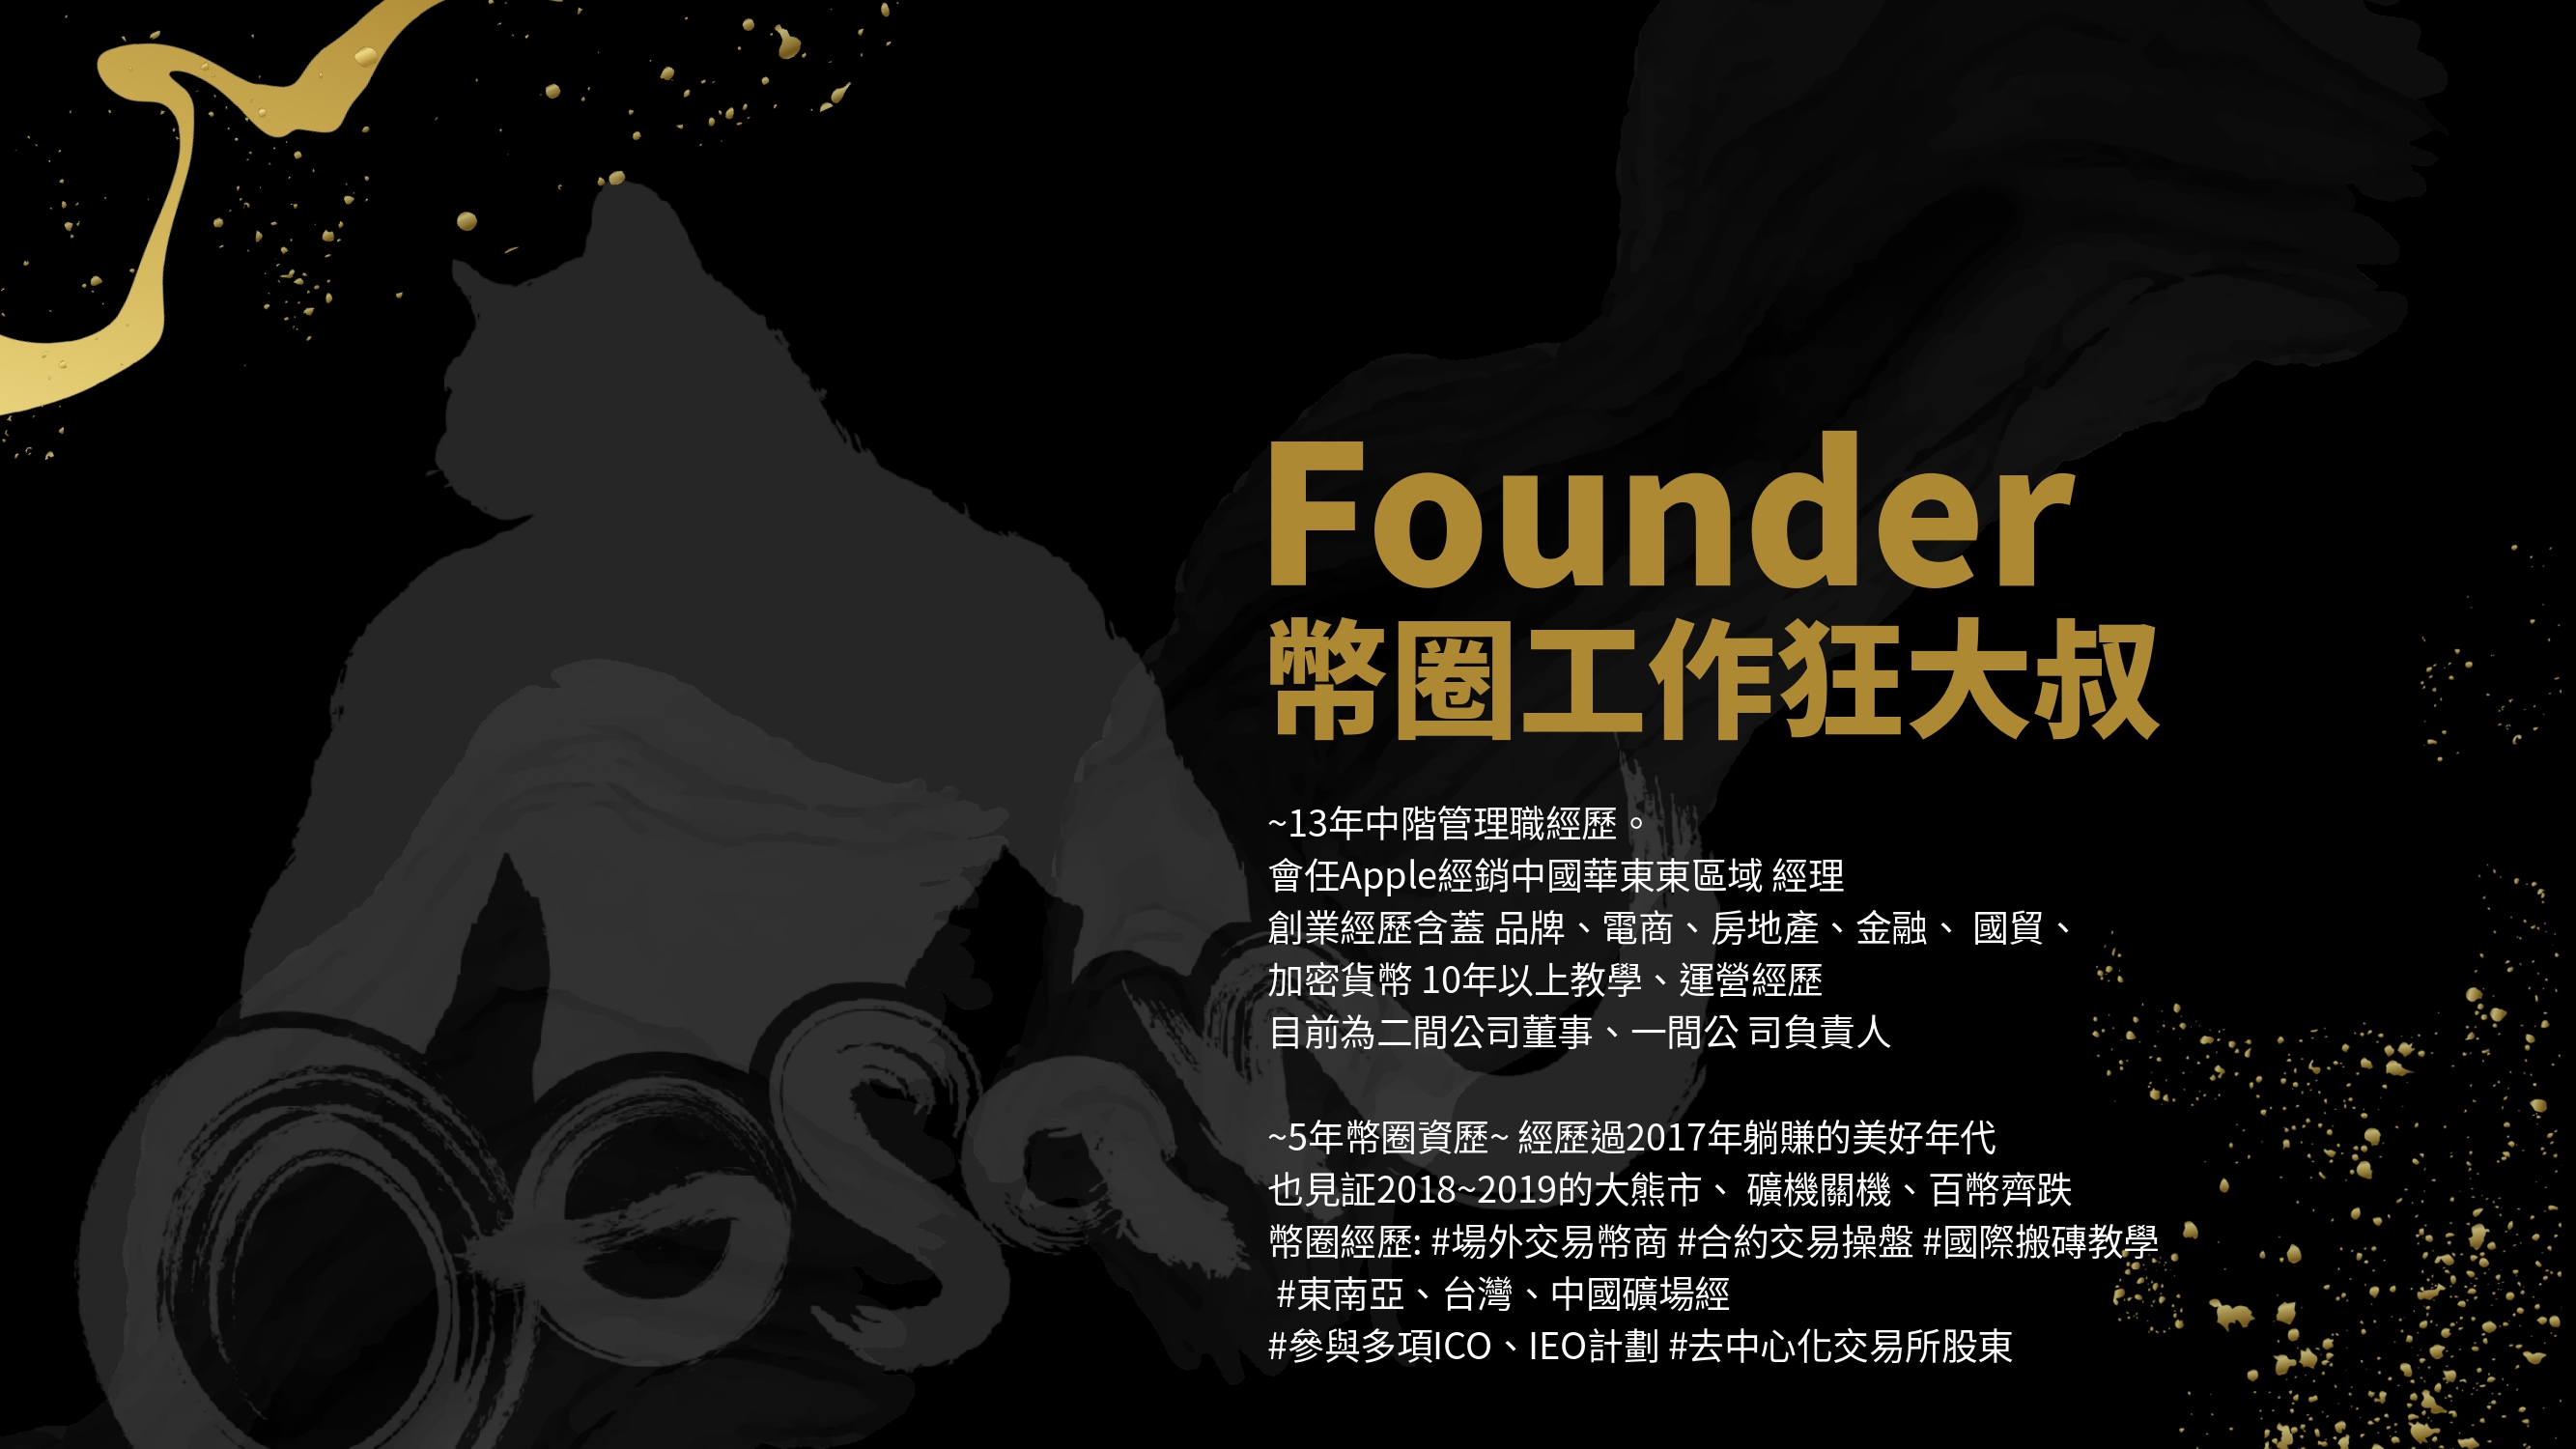 Founder
幣圈工作狂大叔
~13年中階管理職經歷。
會任Apple經銷中國華東東區域 經理
創業經歷含蓋 品牌、電商、房地產、金融、 國貿、
加密貨幣 10年以上教學、運營經歷
目前為二間公司董事、一間公 司負責人
~5年幣圈資歷~ 經歷過2017年躺賺的美好年代
也見証2018~2019的大熊市、 礦機關機、百幣齊跌
幣圈經歷: #場外交易幣商 #合約交易操盤 #國際搬磚教學
#東南亞、台灣、中國礦場經
#參與多項ICO、IEO計劃 #去中心化交易所股東